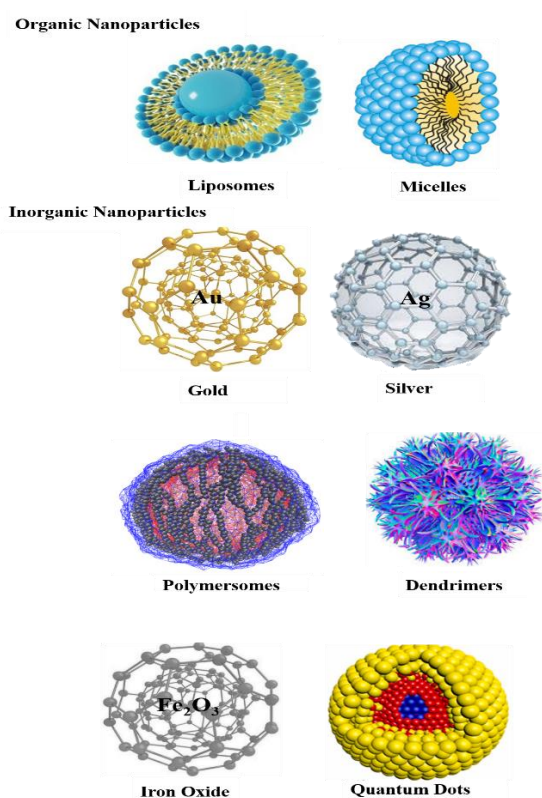 Organic Nanoparticles
Liposomes
Micelles
Inorganic Nanoparticles
Au
Ag
Gold
Silver
Polymersomes
Dendrimers
Fe₂O₃
Iron Oxide
Quantum Dots